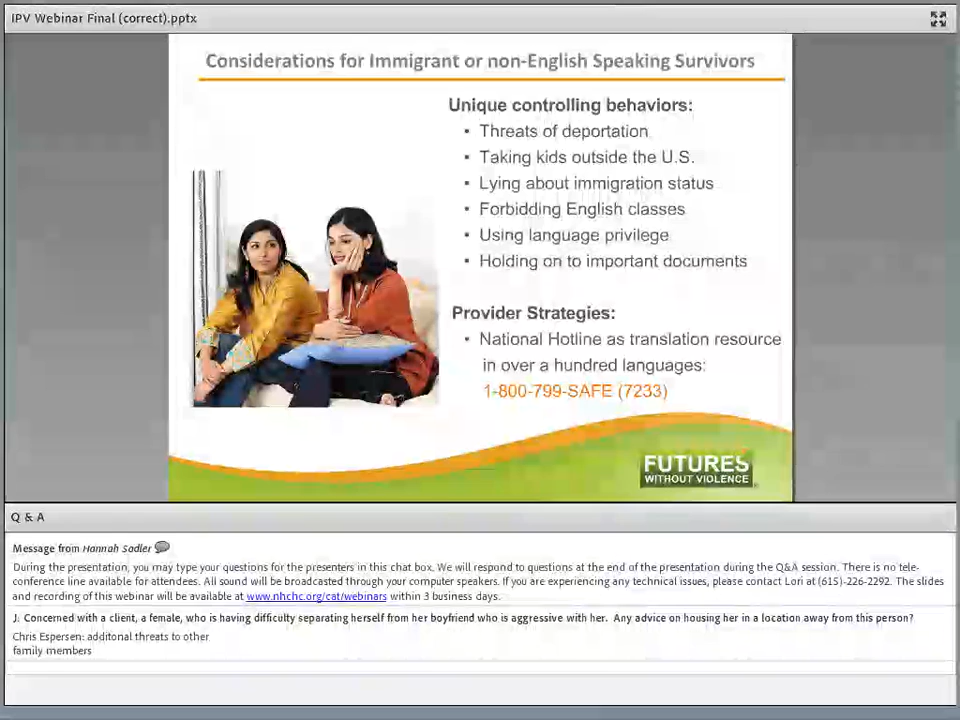 IPV Webinar Final (correct).pptx
Considerations for Immigrant or non-English Speaking Survivors
Unique controlling behaviors:
▪ Threats of deportation
▪ Taking kids outside the U.S.
▪ Lying about immigration status
▪ Forbidding English classes
▪ Using language privilege
▪ Holding on to important documents
Provider Strategies:
▪ National Hotline as translation resource
in over a hundred languages:
1-800-799-SAFE (7233)
FUTURES
WITHOUT VIOLENCE
Q & A
Message from Hannah Sadler
During the presentation, you may type your questions for the presenters in this chat box. We will respond to questions at the end of the presentation during the Q&A session. There is no tele-
conference line available for attendees. All sound will be broadcasted through your computer speakers. If you are experiencing any technical issues, please contact Lori at (615)-226-2292. The slides
and recording of this webinar will be available at www.nhchc.org/cat/webinars within 3 business days.
J. Concerned with a client, a female, who is having difficulty separating herself from her boyfriend who is aggressive with her. Any advice on housing her in a location away from this person?
Chris Espersen: additonal threats to other
family members